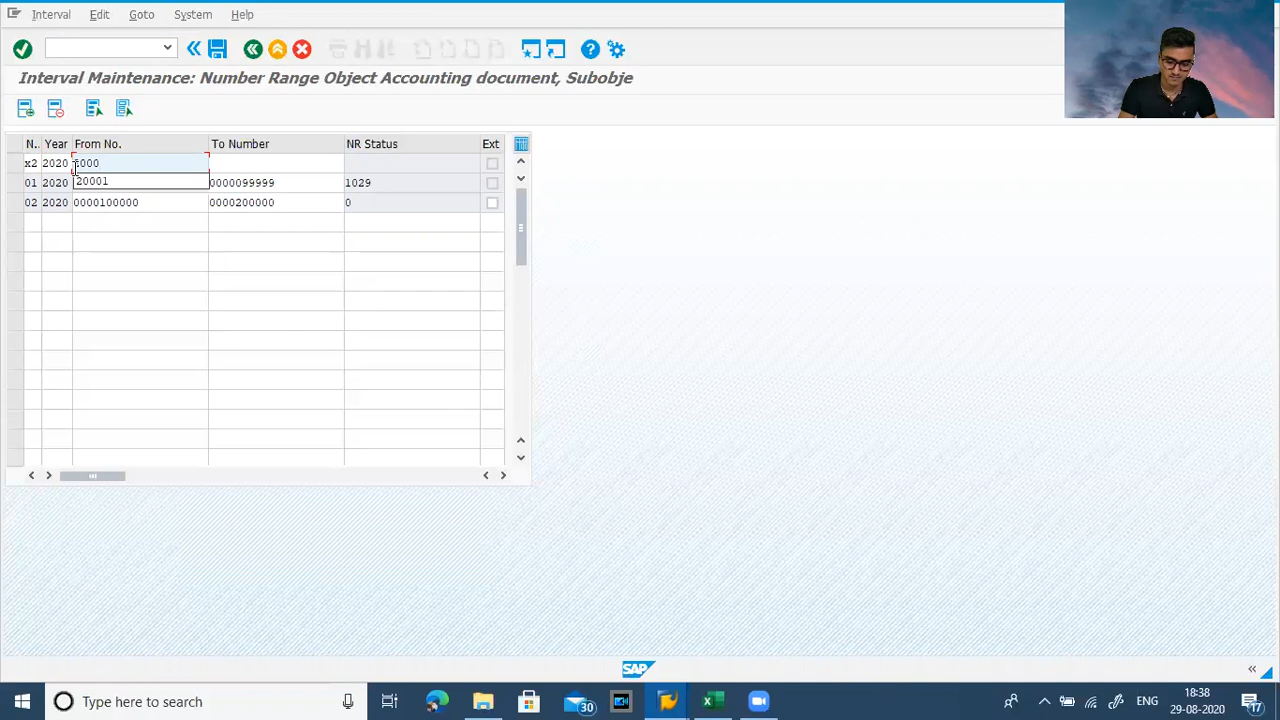 Interval Edit Goto System Help
Interval Maintenance: Number Range Object Accounting document, Subobje
N.. Year From No. To Number NR Status Ext
x2 2020
20001
01 2020 0000099999 1029
02 2020 0000100000 0000200000 0
SAP
Type here to search
30
ENG
18:38
29-08-2020
17